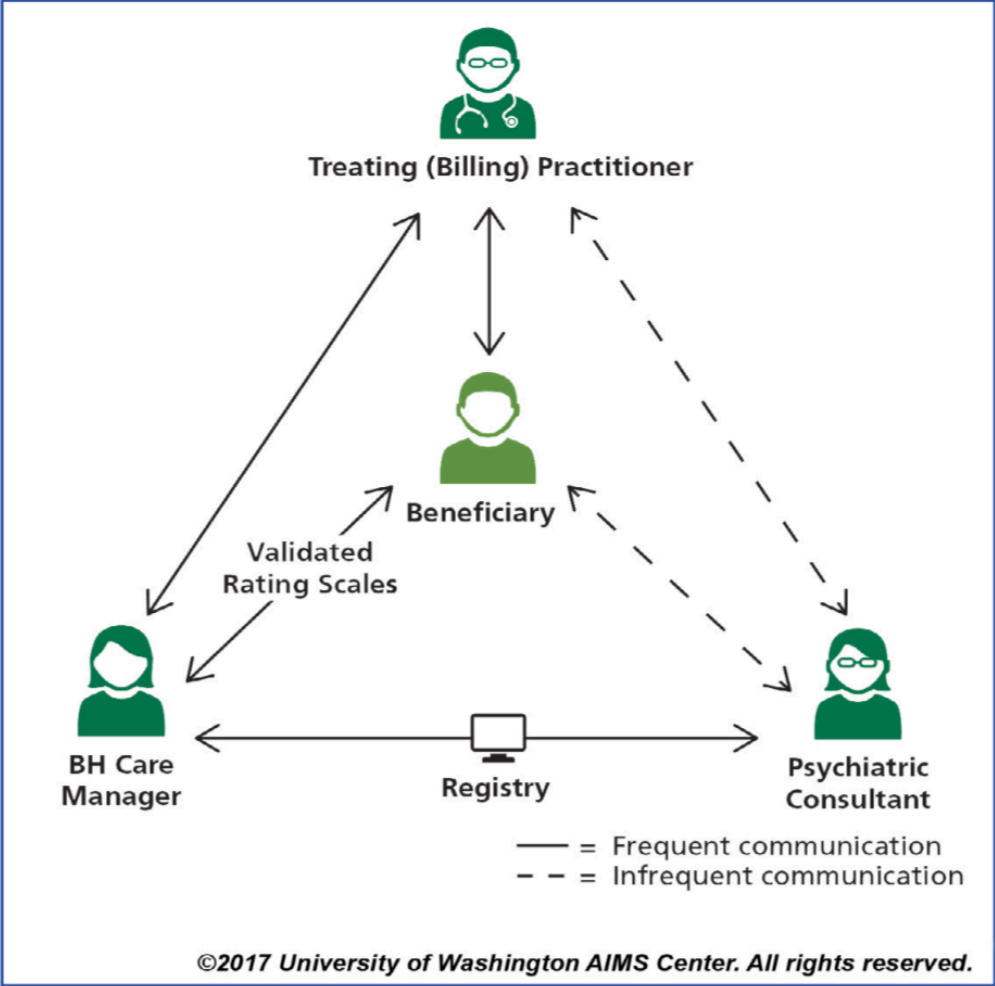 Treating (Billing) Practitioner
Beneficiary
Validated
Rating Scales
BH Care
Manager
Registry
Psychiatric
Consultant
= Frequent communication
= Infrequent communication
©2017 University of Washington AIMS Center. All rights reserved.